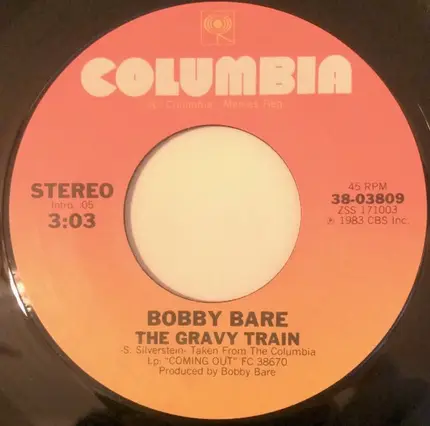 COLUMBIA
STEREO
Intro. :05
3:03
45 RPM
38-03809
ZSS 171003
℗ 1983 CBS Inc.
BOBBY BARE
THE GRAVY TRAIN
-S. Silverstein- Taken From The Columbia
Lp: "COMING OUT" FC 38670
Produced by Bobby Bare